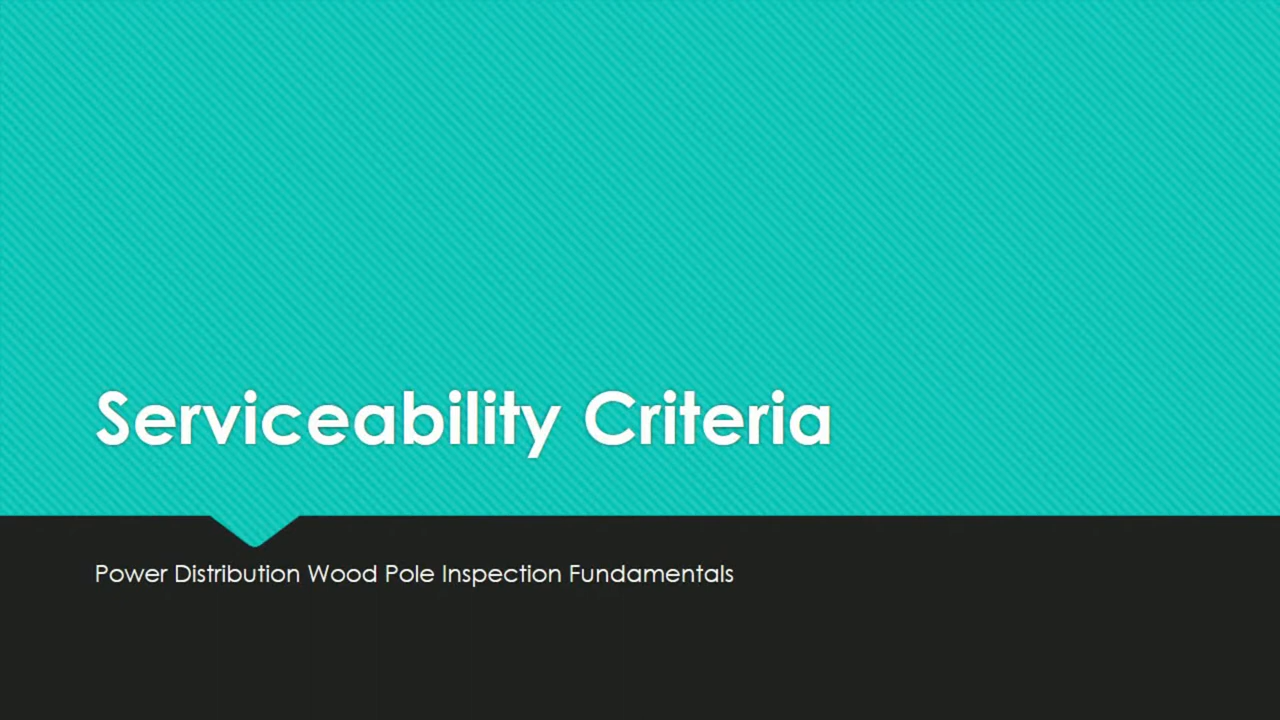 Serviceability Criteria
Power Distribution Wood Pole Inspection Fundamentals